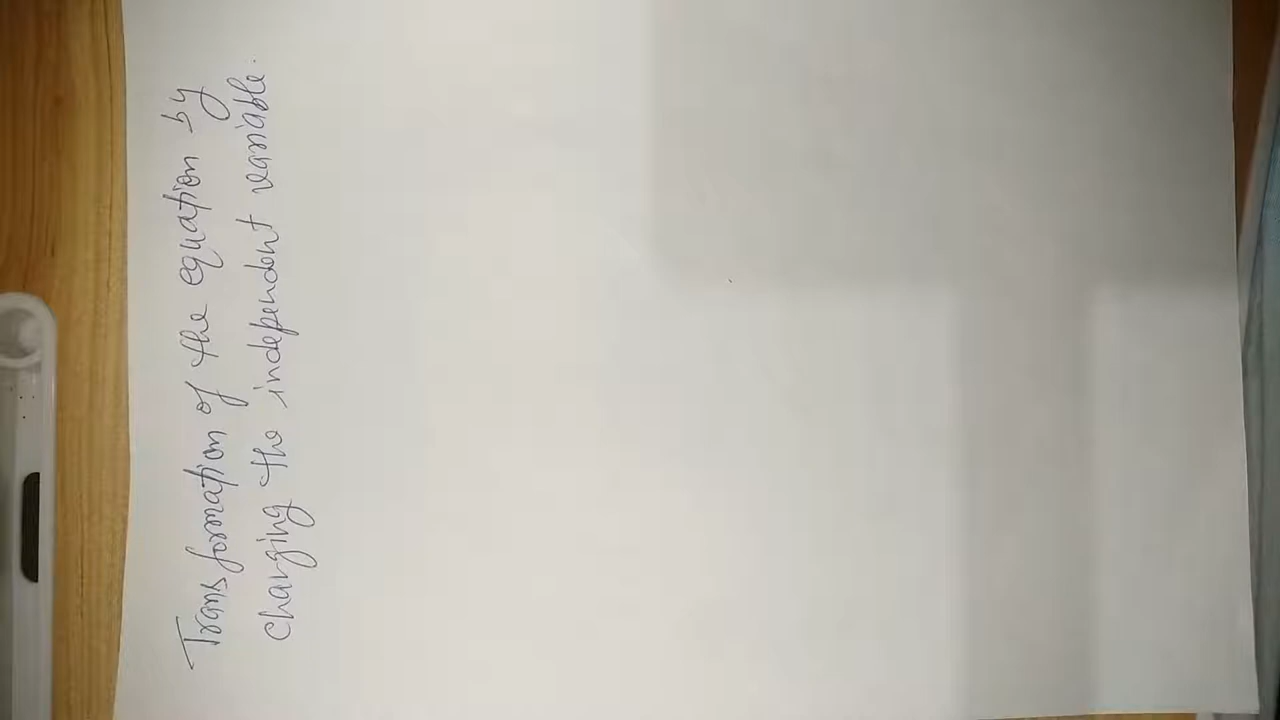 Transformation of the equation by
changing the independent variable.